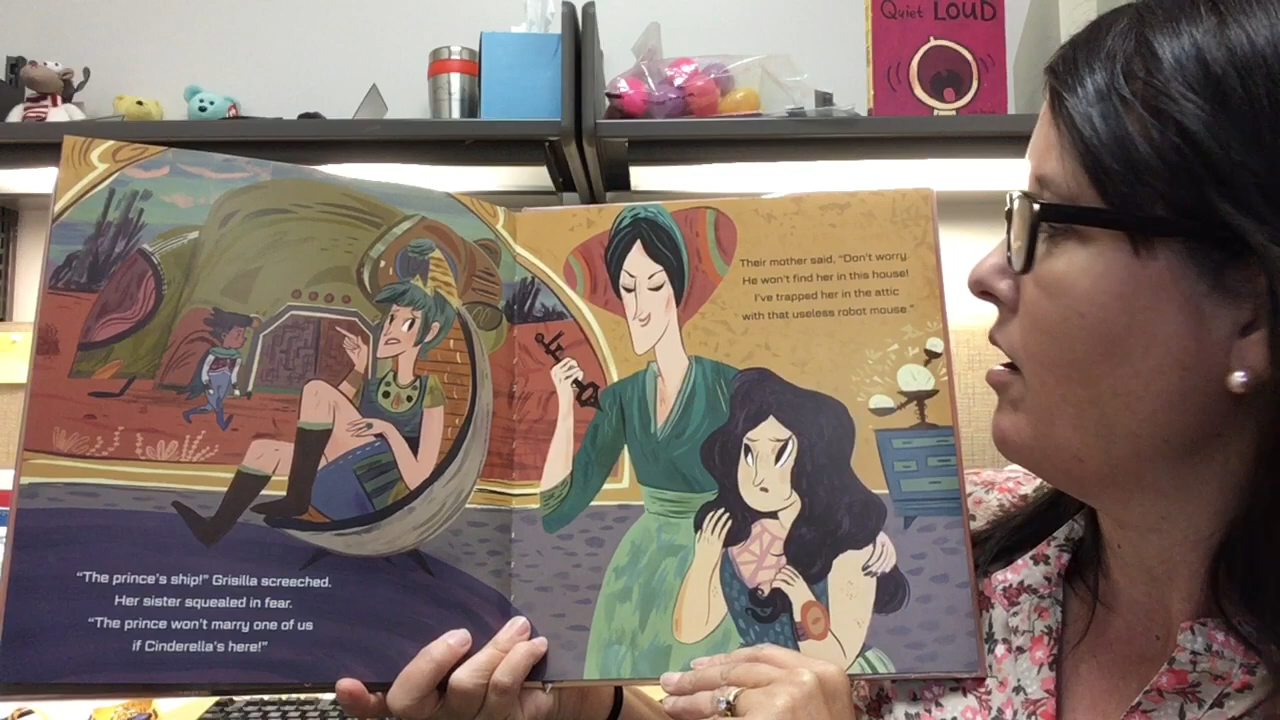 Quiet LOUD
"The prince's ship!" Grisilla screeched.
Her sister squealed in fear.
"The prince won't marry one of us
if Cinderella's here!"
Their mother said, "Don't worry.
He won't find her in this house!
I've trapped her in the attic
with that useless robot mouse."